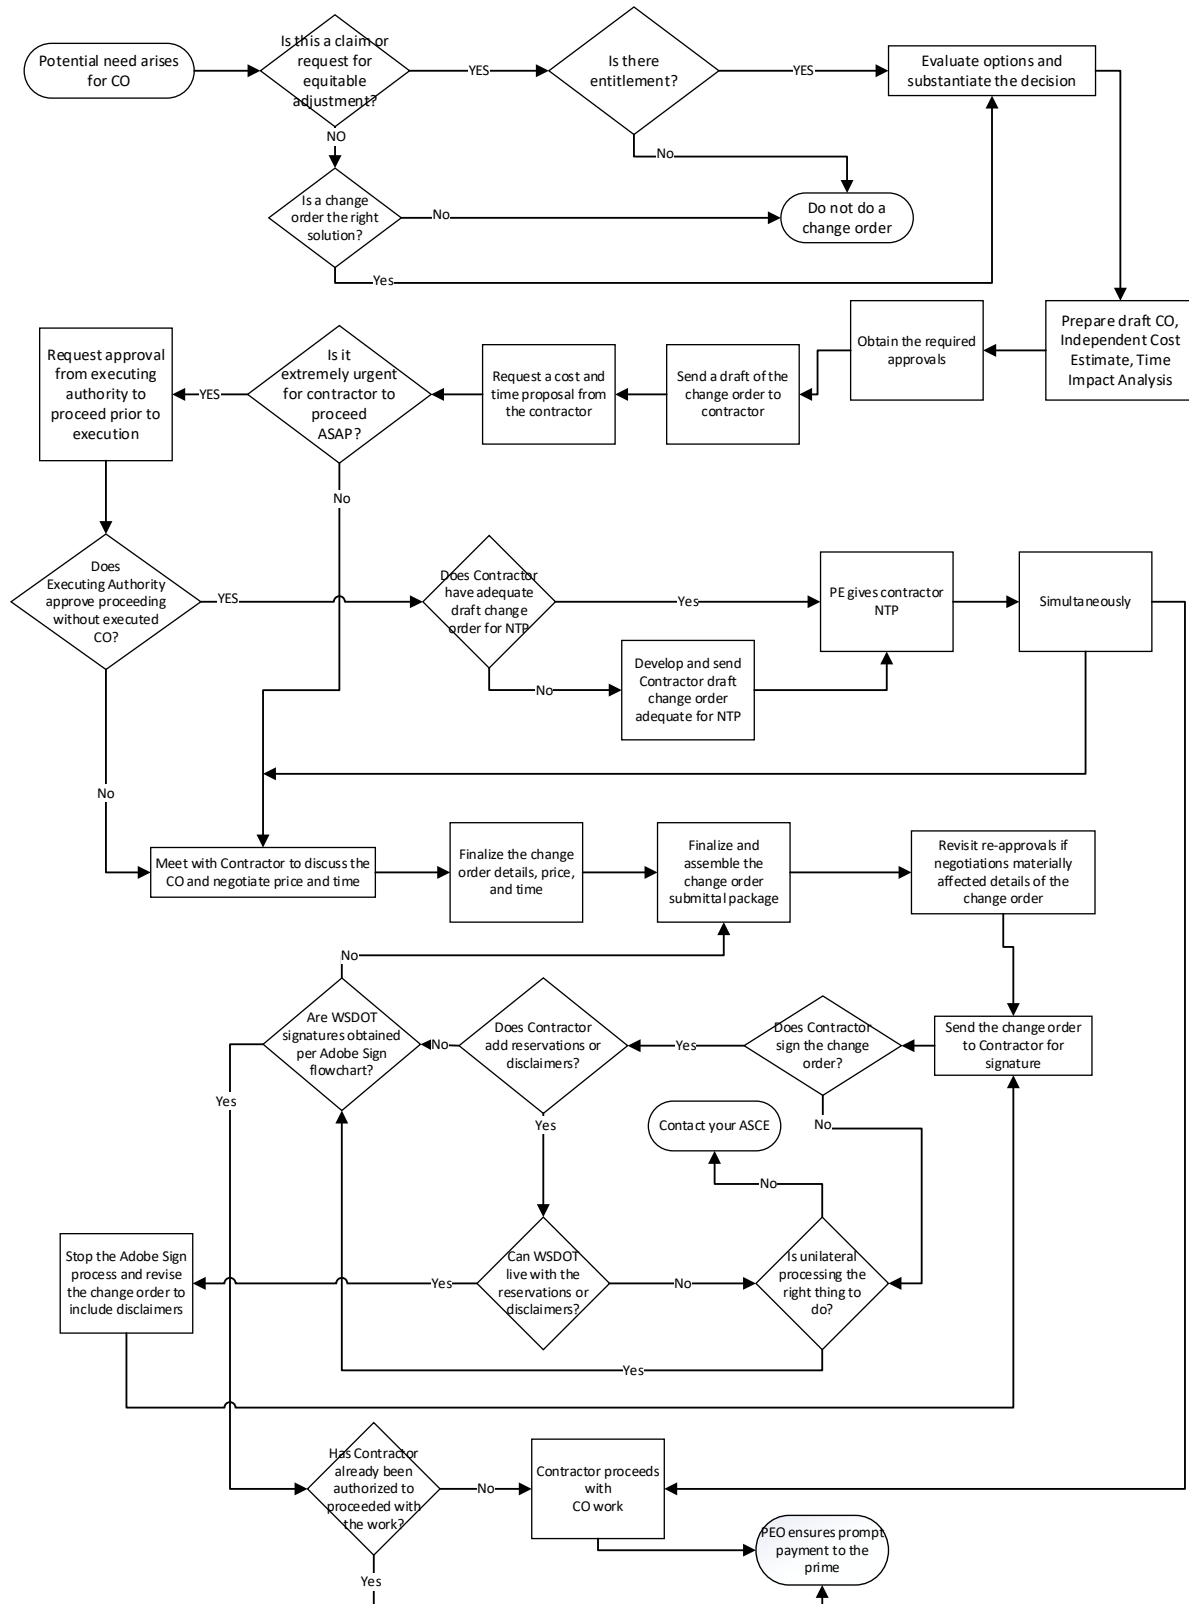 Potential need arises
for CO
Is this a claim or
request for
equitable
adjustment?
YES
Is there
entitlement?
YES
Evaluate options and
substantiate the decision
NO
No
Is a change
order the right
solution?
No
Do not do a
change order
Yes
Prepare draft CO,
Independent Cost
Estimate, Time
Impact Analysis
Obtain the required
approvals
Send a draft of the
change order to
contractor
Request a cost and
time proposal from
the contractor
Is it
extremely urgent
for contractor to
proceed
ASAP?
YES
Request approval
from executing
authority to
proceed prior to
execution
No
Does
Executing Authority
approve proceeding
without executed
CO?
YES
Does Contractor
have adequate
draft change
order for NTP
Yes
PE gives contractor
NTP
Simultaneously
No
Develop and send
Contractor draft
change order
adequate for NTP
No
Meet with Contractor to discuss the
CO and negotiate price and time
Finalize the change
order details, price,
and time
Finalize and
assemble the
change order
submittal package
Revisit re-approvals if
negotiations materially
affected details of the
change order
No
Are WSDOT
signatures obtained
per Adobe Sign
flowchart?
No
Does Contractor
add reservations or
disclaimers?
Yes
Does Contractor
sign the change
order?
Send the change order
to Contractor for
signature
Yes
Yes
Contact your ASCE
No
No
Stop the Adobe Sign
process and revise
the change order to
include disclaimers
Yes
Can WSDOT
live with the
reservations or
disclaimers?
No
Is unilateral
processing the
right thing to
do?
Yes
Has Contractor
already been
authorized to
proceeded with
the work?
No
Contractor proceeds
with
CO work
PEO ensures prompt
payment to the
prime
Yes